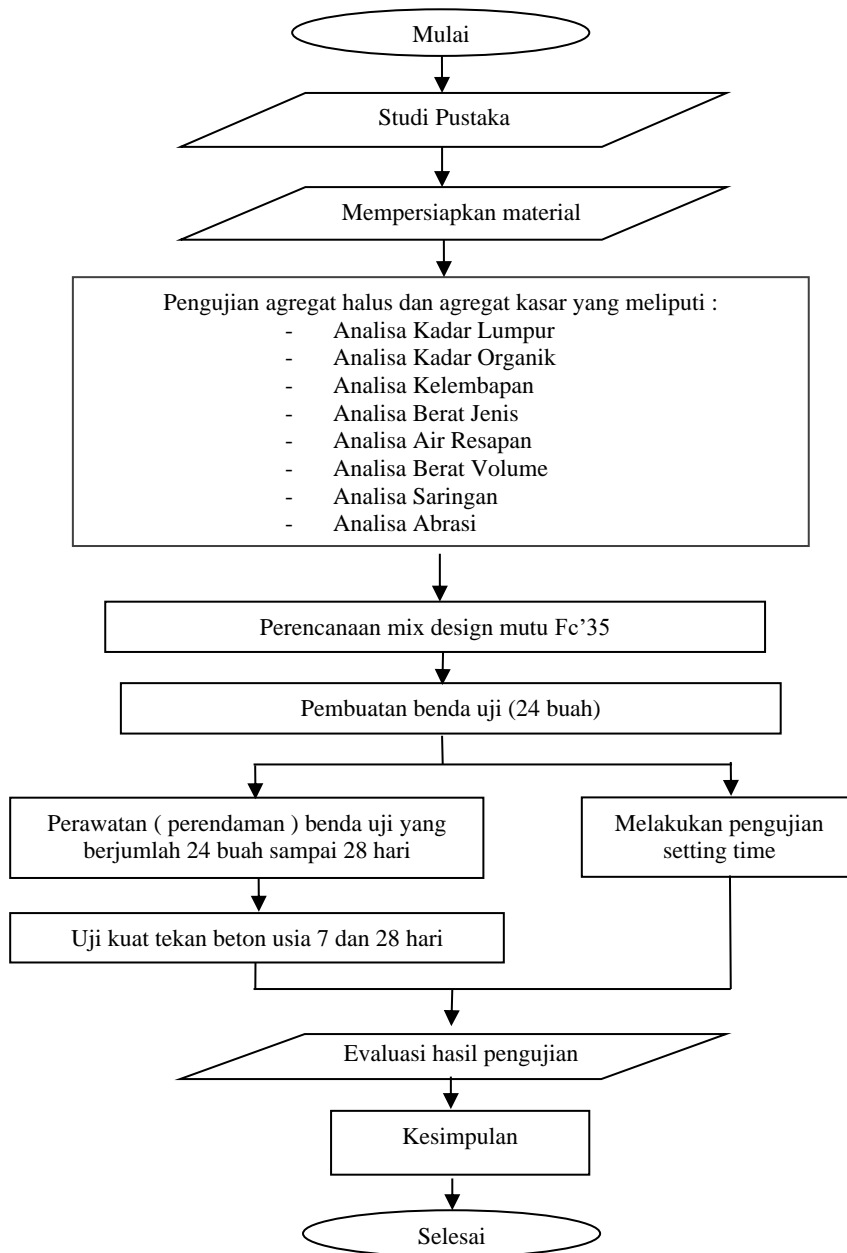 Mulai
Studi Pustaka
Mempersiapkan material
Pengujian agregat halus dan agregat kasar yang meliputi :
- Analisa Kadar Lumpur
- Analisa Kadar Organik
- Analisa Kelembapan
- Analisa Berat Jenis
- Analisa Air Resapan
- Analisa Berat Volume
- Analisa Saringan
- Analisa Abrasi
Perencanaan mix design mutu Fc’35
Pembuatan benda uji (24 buah)
Perawatan ( perendaman ) benda uji yang
berjumlah 24 buah sampai 28 hari
Melakukan pengujian
setting time
Uji kuat tekan beton usia 7 dan 28 hari
Evaluasi hasil pengujian
Kesimpulan
Selesai